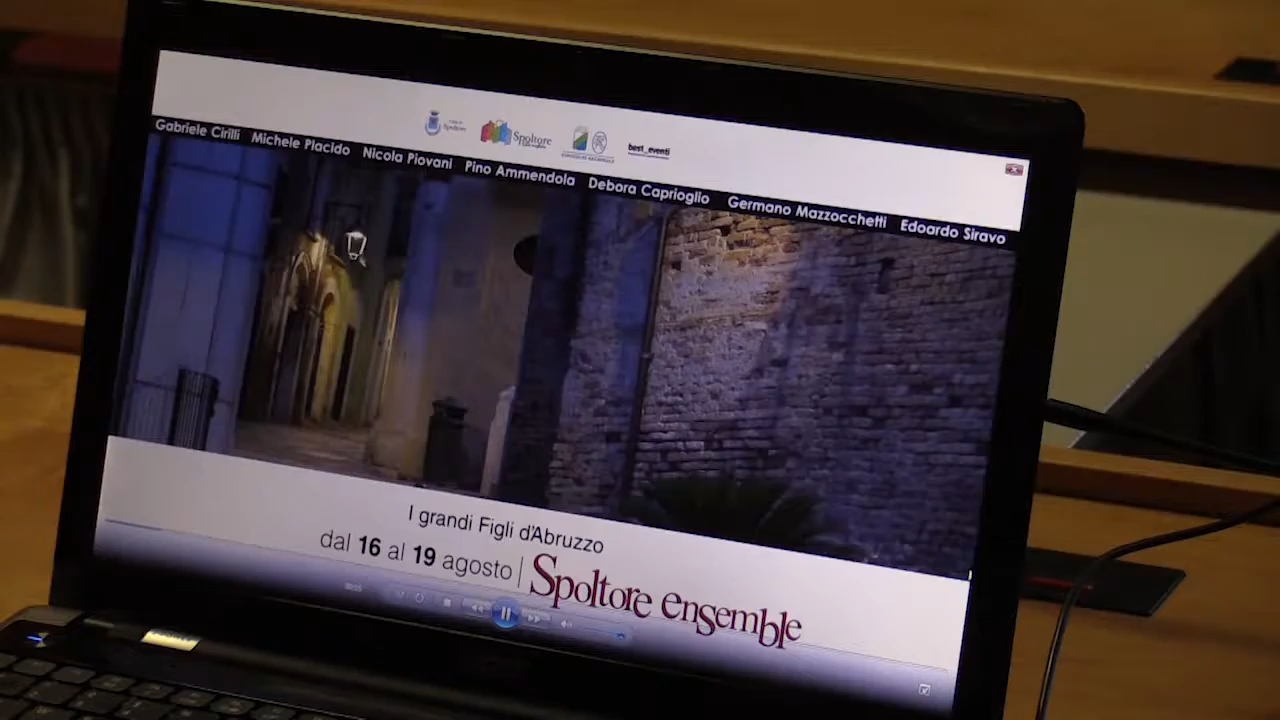 Spoltore
best_eventi
Gabriele Cirilli Michele Placido Nicola Piovani Pino Ammendola Debora Caprioglio Germano Mazzocchetti Edoardo Siravo
I grandi Figli d'Abruzzo
dal 16 al 19 agosto | Spoltore ensemble